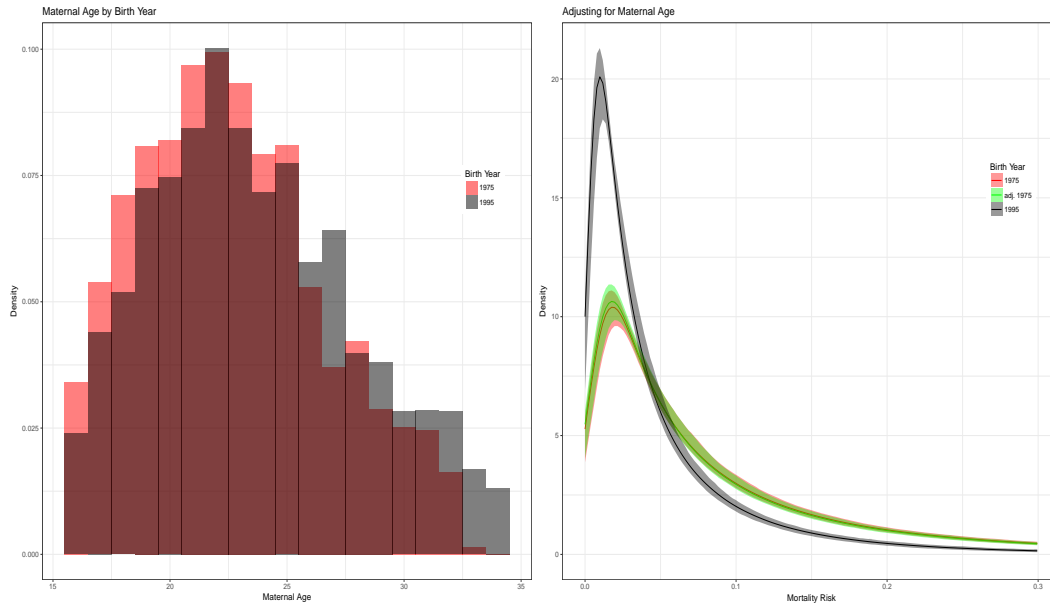 Maternal Age by Birth Year
0.100
0.075
0.050
0.025
0.000
Density
15
20
25
30
35
Maternal Age
Birth Year
1975
1995
Adjusting for Maternal Age
20
15
10
5
0
Density
0.0
0.1
0.2
0.3
Mortality Risk
Birth Year
1975
adj. 1975
1995